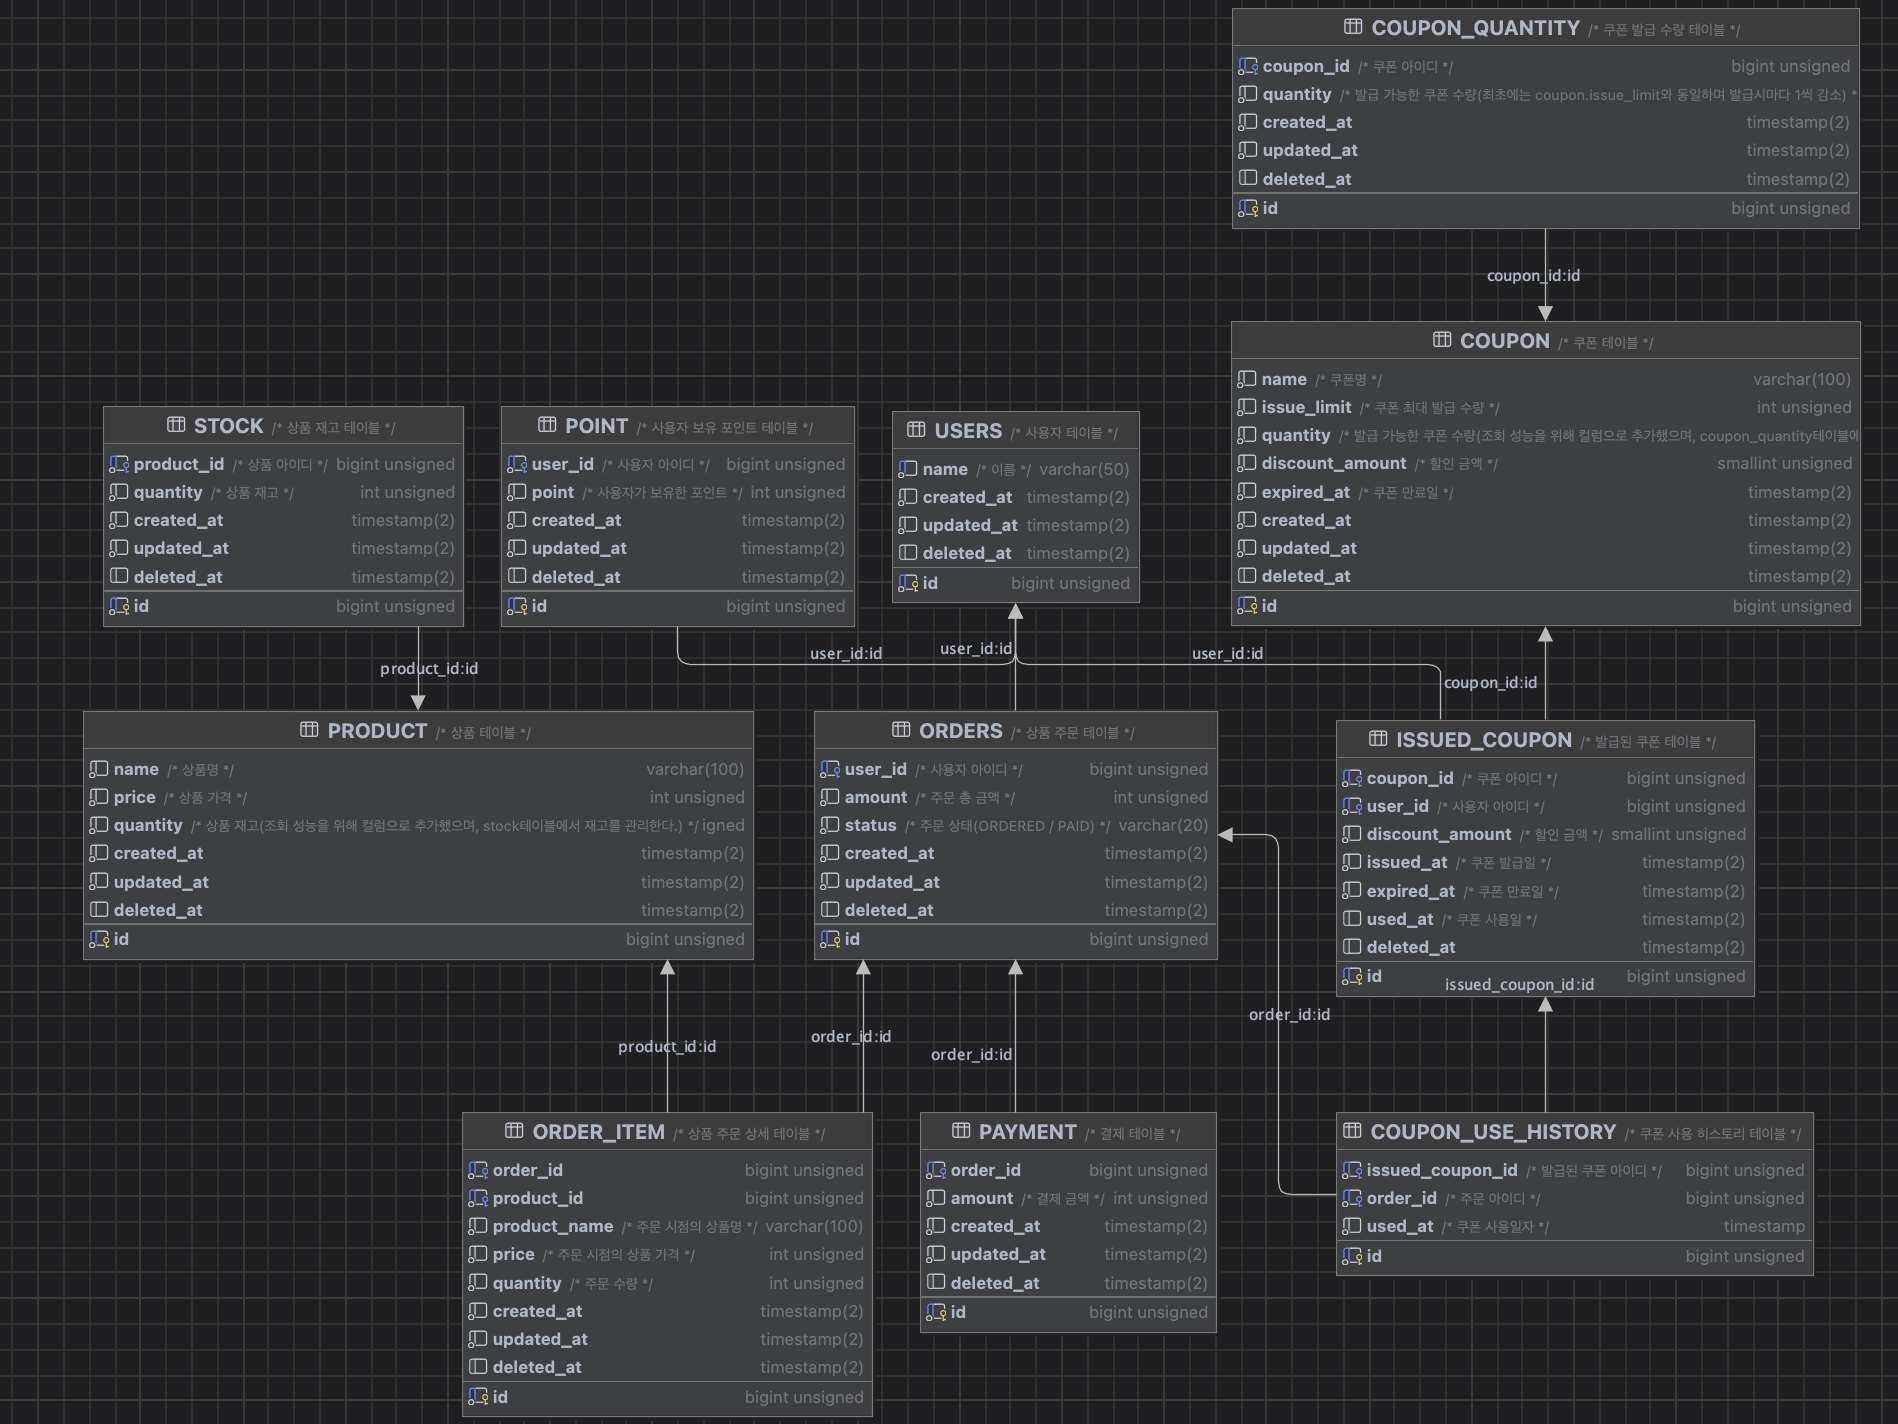 COUPON_QUANTITY /* 쿠폰 발급 수량 테이블 */
coupon_id /* 쿠폰 아이디 */ bigint unsigned
quantity /* 발급 가능한 쿠폰 수량(최초에는 coupon.issue_limit와 동일하며 발급시마다 1씩 감소) *
created_at timestamp(2)
updated_at timestamp(2)
deleted_at timestamp(2)
id bigint unsigned
coupon_id:id
COUPON /* 쿠폰 테이블 */
name /* 쿠폰명 */ varchar(100)
issue_limit /* 쿠폰 최대 발급 수량 */ int unsigned
quantity /* 발급 가능한 쿠폰 수량(조회 성능을 위해 컬럼으로 추가했으며, coupon_quantity테이블에
discount_amount /* 할인 금액 */ smallint unsigned
expired_at /* 쿠폰 만료일 */ timestamp(2)
created_at timestamp(2)
updated_at timestamp(2)
deleted_at timestamp(2)
id bigint unsigned
STOCK /* 상품 재고 테이블 */
product_id /* 상품 아이디 */ bigint unsigned
quantity /* 상품 재고 */ int unsigned
created_at timestamp(2)
updated_at timestamp(2)
deleted_at timestamp(2)
id bigint unsigned
POINT /* 사용자 보유 포인트 테이블 */
user_id /* 사용자 아이디 */ bigint unsigned
point /* 사용자가 보유한 포인트 */ int unsigned
created_at timestamp(2)
updated_at timestamp(2)
deleted_at timestamp(2)
id bigint unsigned
USERS /* 사용자 테이블 */
name /* 이름 */ varchar(50)
created_at timestamp(2)
updated_at timestamp(2)
deleted_at timestamp(2)
id bigint unsigned
product_id:id
user_id:id
user_id:id
user_id:id
coupon_id:id
PRODUCT /* 상품 테이블 */
name /* 상품명 */ varchar(100)
price /* 상품 가격 */ int unsigned
quantity /* 상품 재고(조회 성능을 위해 컬럼으로 추가했으며, stock테이블에서 재고를 관리한다.) */ igned
created_at timestamp(2)
updated_at timestamp(2)
deleted_at timestamp(2)
id bigint unsigned
ORDERS /* 상품 주문 테이블 */
user_id /* 사용자 아이디 */ bigint unsigned
amount /* 주문 총 금액 */ int unsigned
status /* 주문 상태(ORDERED / PAID) */ varchar(20)
created_at timestamp(2)
updated_at timestamp(2)
deleted_at timestamp(2)
id bigint unsigned
ISSUED_COUPON /* 발급된 쿠폰 테이블 */
coupon_id /* 쿠폰 아이디 */ bigint unsigned
user_id /* 사용자 아이디 */ bigint unsigned
discount_amount /* 할인 금액 */ smallint unsigned
issued_at /* 쿠폰 발급일 */ timestamp(2)
expired_at /* 쿠폰 만료일 */ timestamp(2)
used_at /* 쿠폰 사용일 */ timestamp(2)
deleted_at timestamp(2)
id bigint unsigned
issued_coupon_id:id
product_id:id
order_id:id
order_id:id
order_id:id
ORDER_ITEM /* 상품 주문 상세 테이블 */
order_id bigint unsigned
product_id bigint unsigned
product_name /* 주문 시점의 상품명 */ varchar(100)
price /* 주문 시점의 상품 가격 */ int unsigned
quantity /* 주문 수량 */ int unsigned
created_at timestamp(2)
updated_at timestamp(2)
deleted_at timestamp(2)
id bigint unsigned
PAYMENT /* 결제 테이블 */
order_id bigint unsigned
amount /* 결제 금액 */ int unsigned
created_at timestamp(2)
updated_at timestamp(2)
deleted_at timestamp(2)
id bigint unsigned
COUPON_USE_HISTORY /* 쿠폰 사용 히스토리 테이블 */
issued_coupon_id /* 발급된 쿠폰 아이디 */ bigint unsigned
order_id /* 주문 아이디 */ bigint unsigned
used_at /* 쿠폰 사용일자 */ timestamp
id bigint unsigned